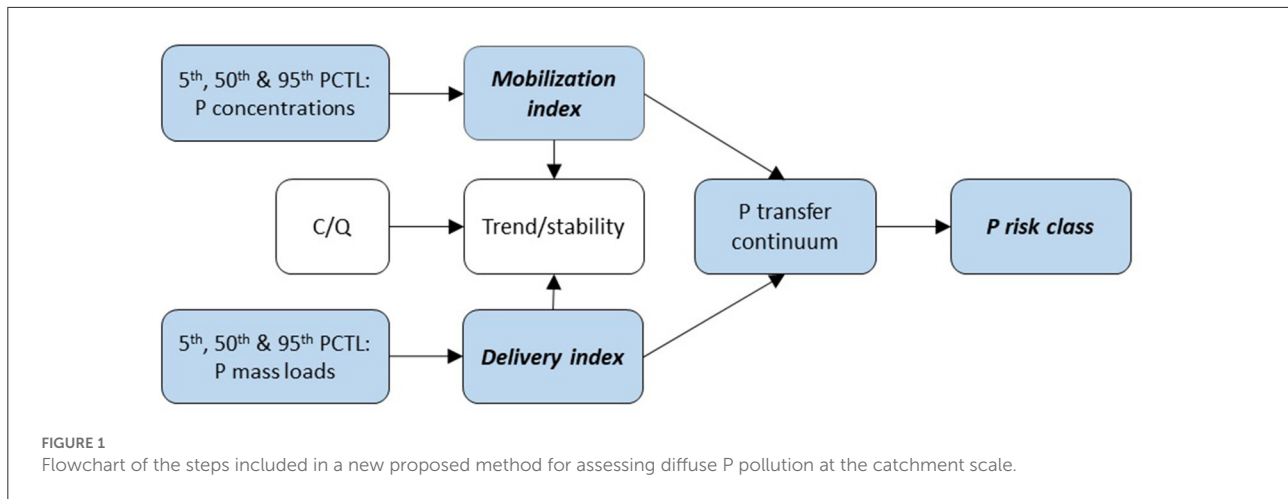 5th, 50th & 95th PCTL:
P concentrations
Mobilization
index
C/Q
Trend/stability
P transfer
continuum
P risk class
5th, 50th & 95th PCTL:
P mass loads
Delivery index
FIGURE 1
Flowchart of the steps included in a new proposed method for assessing diffuse P pollution at the catchment scale.